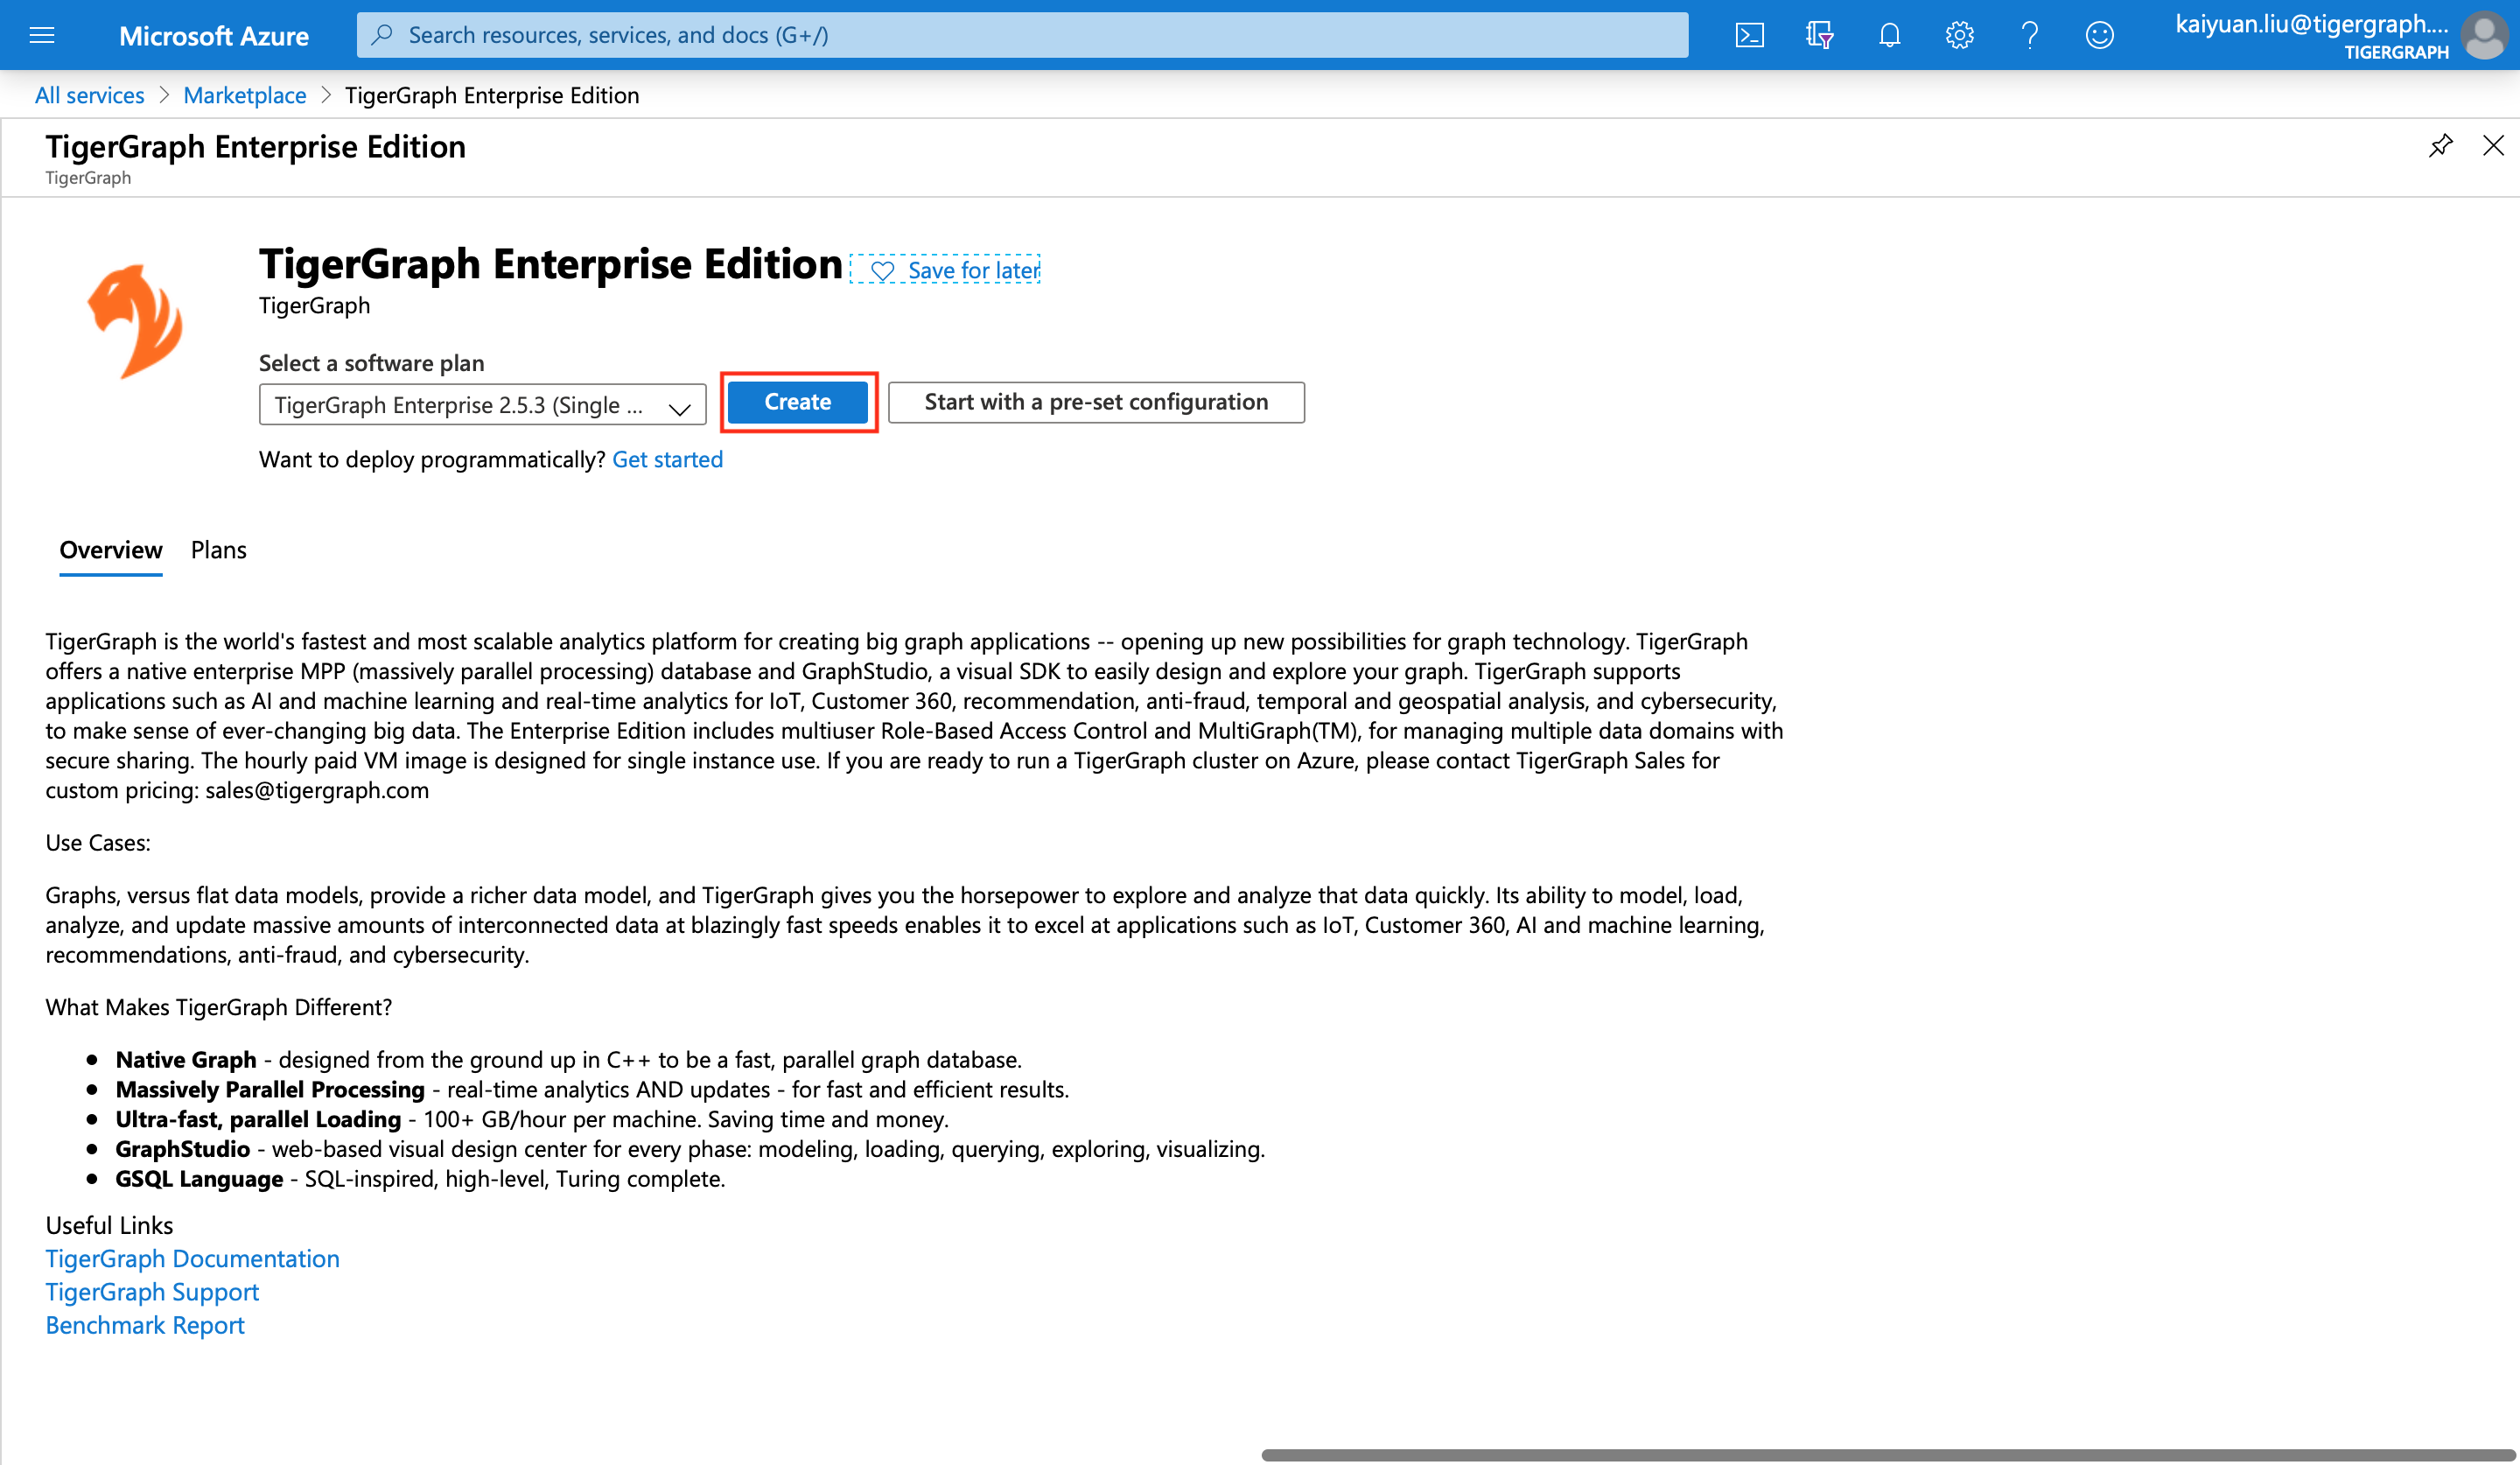 Microsoft Azure
Search resources, services, and docs (G+/)
kaiyuan.liu@tigergraph....
TIGERGRAPH
All services > Marketplace > TigerGraph Enterprise Edition
TigerGraph Enterprise Edition
TigerGraph
TigerGraph Enterprise Edition
Save for later
TigerGraph
Select a software plan
TigerGraph Enterprise 2.5.3 (Single ...
Create
Start with a pre-set configuration
Want to deploy programmatically? Get started
Overview
Plans
TigerGraph is the world's fastest and most scalable analytics platform for creating big graph applications -- opening up new possibilities for graph technology. TigerGraph
offers a native enterprise MPP (massively parallel processing) database and GraphStudio, a visual SDK to easily design and explore your graph. TigerGraph supports
applications such as AI and machine learning and real-time analytics for IoT, Customer 360, recommendation, anti-fraud, temporal and geospatial analysis, and cybersecurity,
to make sense of ever-changing big data. The Enterprise Edition includes multiuser Role-Based Access Control and MultiGraph(TM), for managing multiple data domains with
secure sharing. The hourly paid VM image is designed for single instance use. If you are ready to run a TigerGraph cluster on Azure, please contact TigerGraph Sales for
custom pricing: sales@tigergraph.com
Use Cases:
Graphs, versus flat data models, provide a richer data model, and TigerGraph gives you the horsepower to explore and analyze that data quickly. Its ability to model, load,
analyze, and update massive amounts of interconnected data at blazingly fast speeds enables it to excel at applications such as IoT, Customer 360, AI and machine learning,
recommendations, anti-fraud, and cybersecurity.
What Makes TigerGraph Different?
● Native Graph - designed from the ground up in C++ to be a fast, parallel graph database.
● Massively Parallel Processing - real-time analytics AND updates - for fast and efficient results.
● Ultra-fast, parallel Loading - 100+ GB/hour per machine. Saving time and money.
● GraphStudio - web-based visual design center for every phase: modeling, loading, querying, exploring, visualizing.
● GSQL Language - SQL-inspired, high-level, Turing complete.
Useful Links
TigerGraph Documentation
TigerGraph Support
Benchmark Report